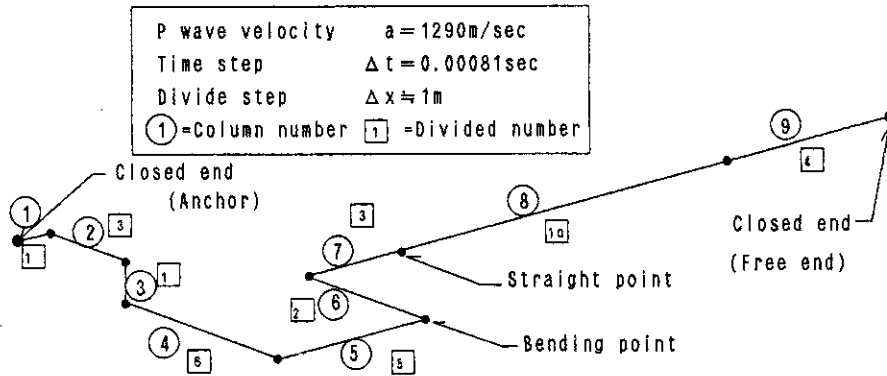 P wave velocity a=1290m/sec
Time step Δt=0.00081sec
Divide step Δx≒1m
①=Column number 1 =Divided number
Closed end
(Anchor)
1
1
2
3
3
1
4
6
5
5
6
2
7
3
8
10
9
4
Straight point
Bending point
Closed end
(Free end)